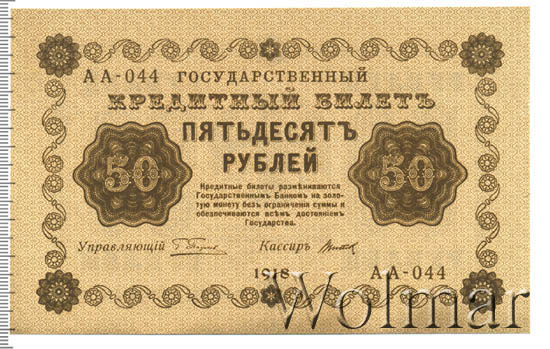 АА-044 ГОСУДАРСТВЕННЫЙ
КРЕДИТНЫЙ БИЛЕТЪ
ПЯТЬДЕСЯТЪ
РУБЛЕЙ
50 50
Кредитные билеты размѣниваются
Государственнымъ Банкомъ на золо-
тую монету безъ ограниченія суммы и
обезпечиваются всѣмъ достояніемъ
Государства.
Управляющій Кассиръ
1918
АА-044
Wolmar